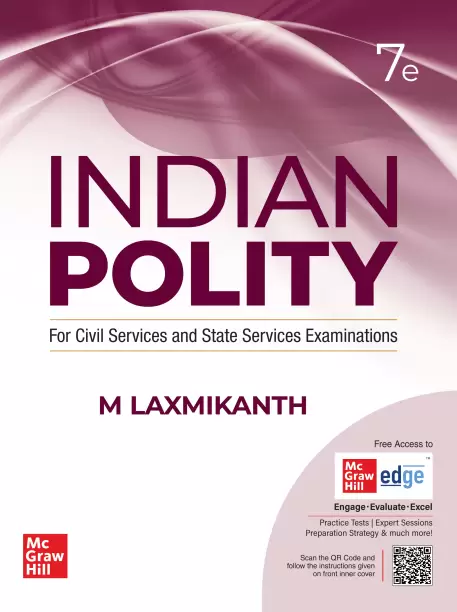 7e
INDIAN
POLITY
For Civil Services and State Services Examinations
M LAXMIKANTH
Free Access to
Mc
Graw
Hill
edge
TM
Engage·Evaluate·Excel
Practice Tests | Expert Sessions
Preparation Strategy & much more!
Scan the QR Code and
follow the instructions given
on front inner cover
Mc
Graw
Hill